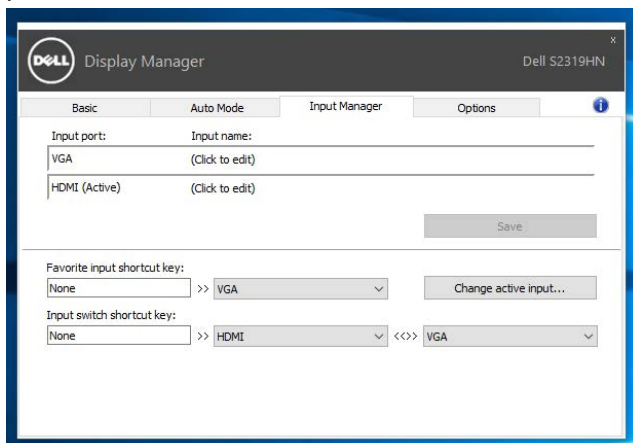 x
DELL Display Manager Dell S2319HN
Basic Auto Mode Input Manager Options i
Input port: Input name:
VGA (Click to edit)
HDMI (Active) (Click to edit)
Save
Favorite input shortcut key:
None >> VGA Change active input...
Input switch shortcut key:
None >> HDMI <<>> VGA